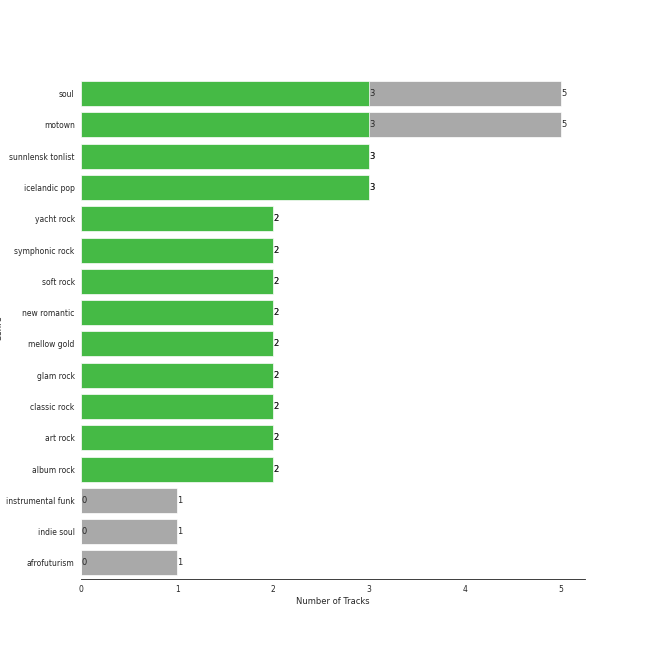 soul 3 5
motown 3 5
sunnlensk tonlist 3
icelandic pop 3
yacht rock 2
symphonic rock 2
soft rock 2
new romantic 2
mellow gold 2
glam rock 2
classic rock 2
art rock 2
album rock 2
instrumental funk 0 1
indie soul 0 1
afrofuturism 0 1
0 1 2 3 4 5
Number of Tracks